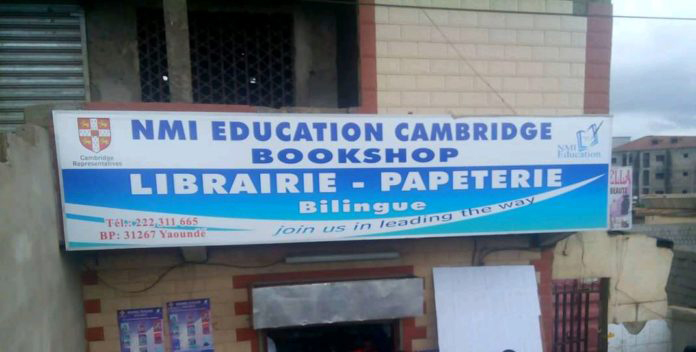 NMI EDUCATION CAMBRIDGE
BOOKSHOP
Cambridge
Representatives
NMI
Education
LIBRAIRIE - PAPETERIE
Bilingue
Tél.: 222.311.665
BP: 31267 Yaoundé
join us in leading the way